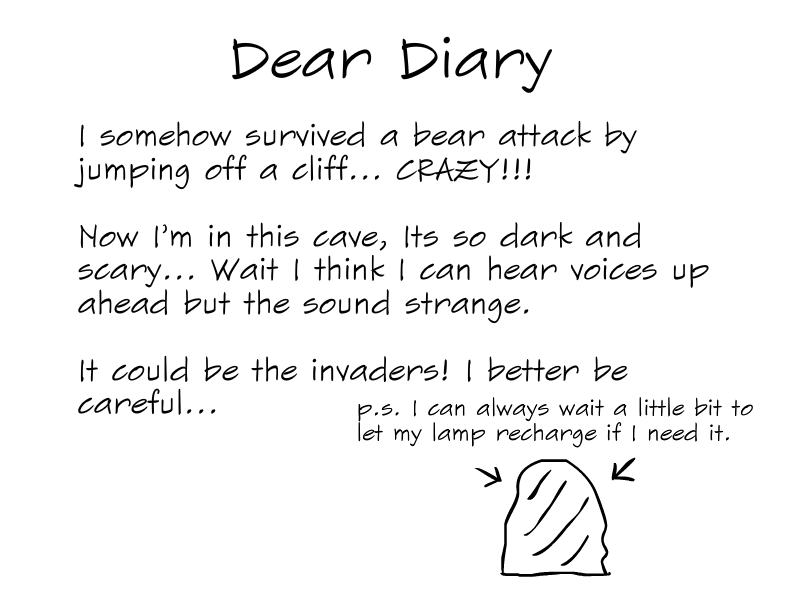 Dear Diary
I somehow survived a bear attack by
jumping off a cliff... CRAZY!!!
Now I'm in this cave, Its so dark and
scary... Wait I think I can hear voices up
ahead but the sound strange.
It could be the invaders! I better be
careful...
p.s. I can always wait a little bit to
let my lamp recharge if I need it.